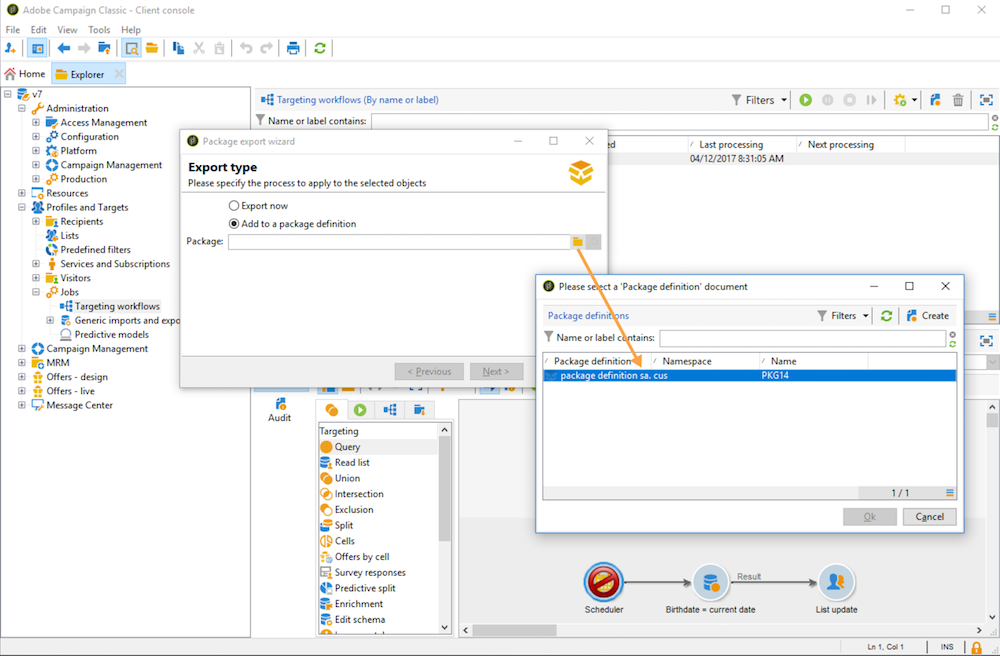 Adobe Campaign Classic - Client console
File Edit View Tools Help
Home Explorer
v7
Administration
Access Management
Configuration
Platform
Campaign Management
Production
Resources
Profiles and Targets
Recipients
Lists
Predefined filters
Services and Subscriptions
Visitors
Jobs
Targeting workflows
Generic imports and expo
Predictive models
Campaign Management
MRM
Offers - design
Offers - live
Message Center
Targeting workflows (By name or label)
Filters
Name or label contains:
ed Last processing Next processing
04/12/2017 8:31:05 AM
Package export wizard
Export type
Please specify the process to apply to the selected objects
Export now
Add to a package definition
Package:
< Previous Next >
Please select a 'Package definition' document
Package definitions Filters Create
Name or label contains:
Package definition Namespace Name
package definition sa. cus PKG14
1 / 1
Ok Cancel
Audit
Targeting
Query
Read list
Union
Intersection
Exclusion
Split
Cells
Offers by cell
Survey responses
Predictive split
Enrichment
Edit schema
Result
Scheduler Birthdate = current date List update
Ln 1, Col 1 INS